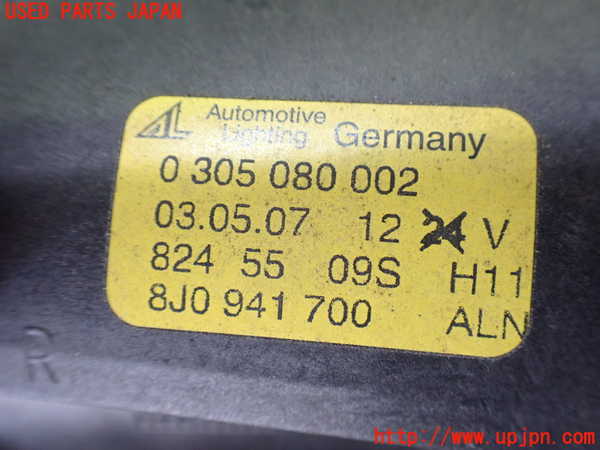 USED PARTS JAPAN
AL Automotive Lighting Germany
0 305 080 002
03.05.07 12 24 V
824 55 09S H11
8J0 941 700 ALN
R
http://www.upjpn.com/